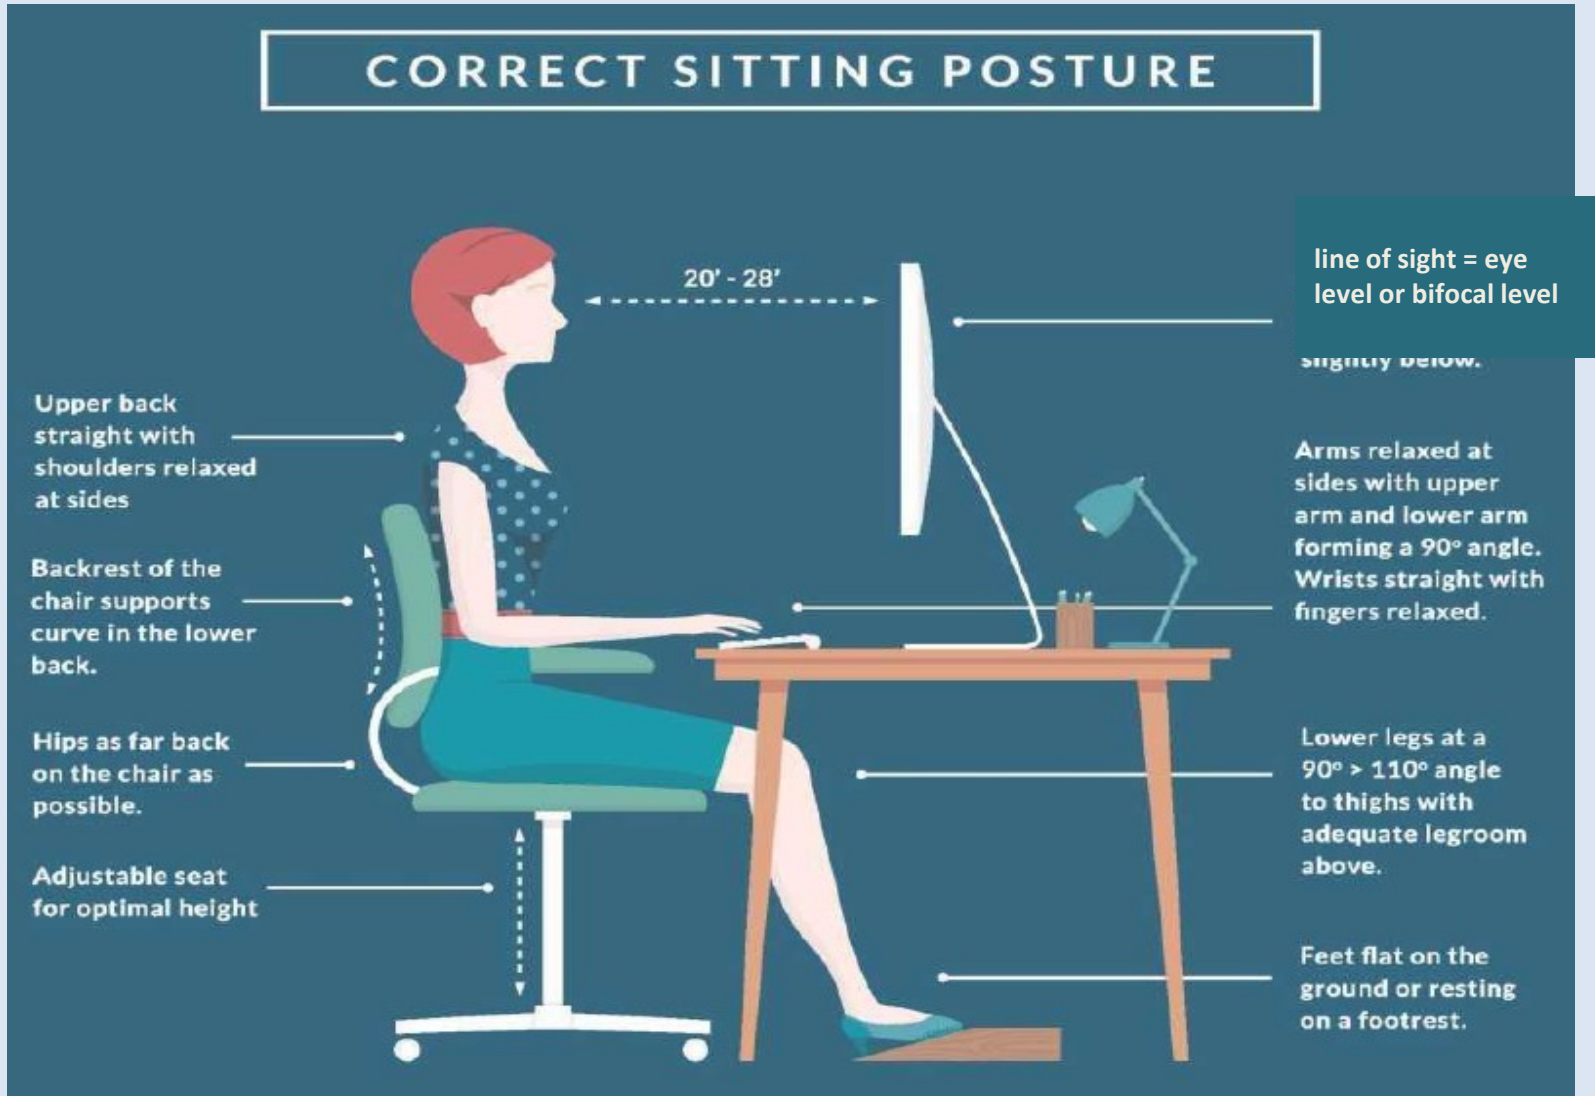 CORRECT SITTING POSTURE
20' - 28'
line of sight = eye
level or bifocal level
slightly below.
Upper back
straight with
shoulders relaxed
at sides
Backrest of the
chair supports
curve in the lower
back.
Hips as far back
on the chair as
possible.
Adjustable seat
for optimal height
Arms relaxed at
sides with upper
arm and lower arm
forming a 90° angle.
Wrists straight with
fingers relaxed.
Lower legs at a
90° > 110° angle
to thighs with
adequate legroom
above.
Feet flat on the
ground or resting
on a footrest.